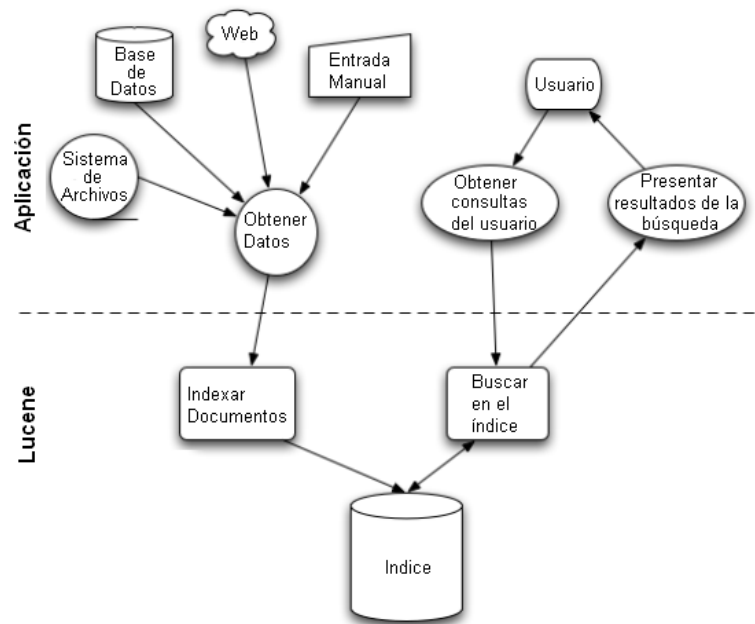 Base
de
Datos
Web
Entrada
Manual
Usuario
Sistema
de
Archivos
Obtener
Datos
Obtener
consultas
del usuario
Presentar
resultados de la
búsqueda
Aplicación
Indexar
Documentos
Buscar
en el
índice
Lucene
Indice